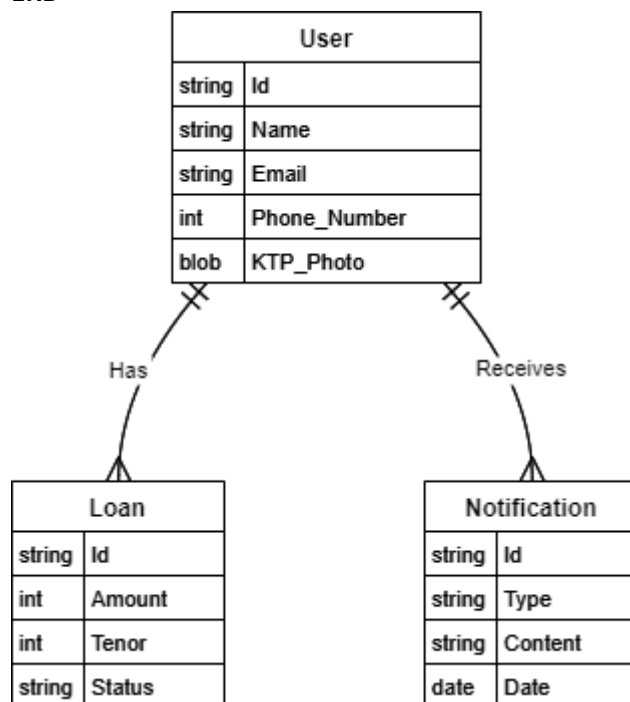 User
string Id
string Name
string Email
int Phone_Number
blob KTP_Photo
Has
Receives
Loan
string Id
int Amount
int Tenor
string Status
Notification
string Id
string Type
string Content
date Date